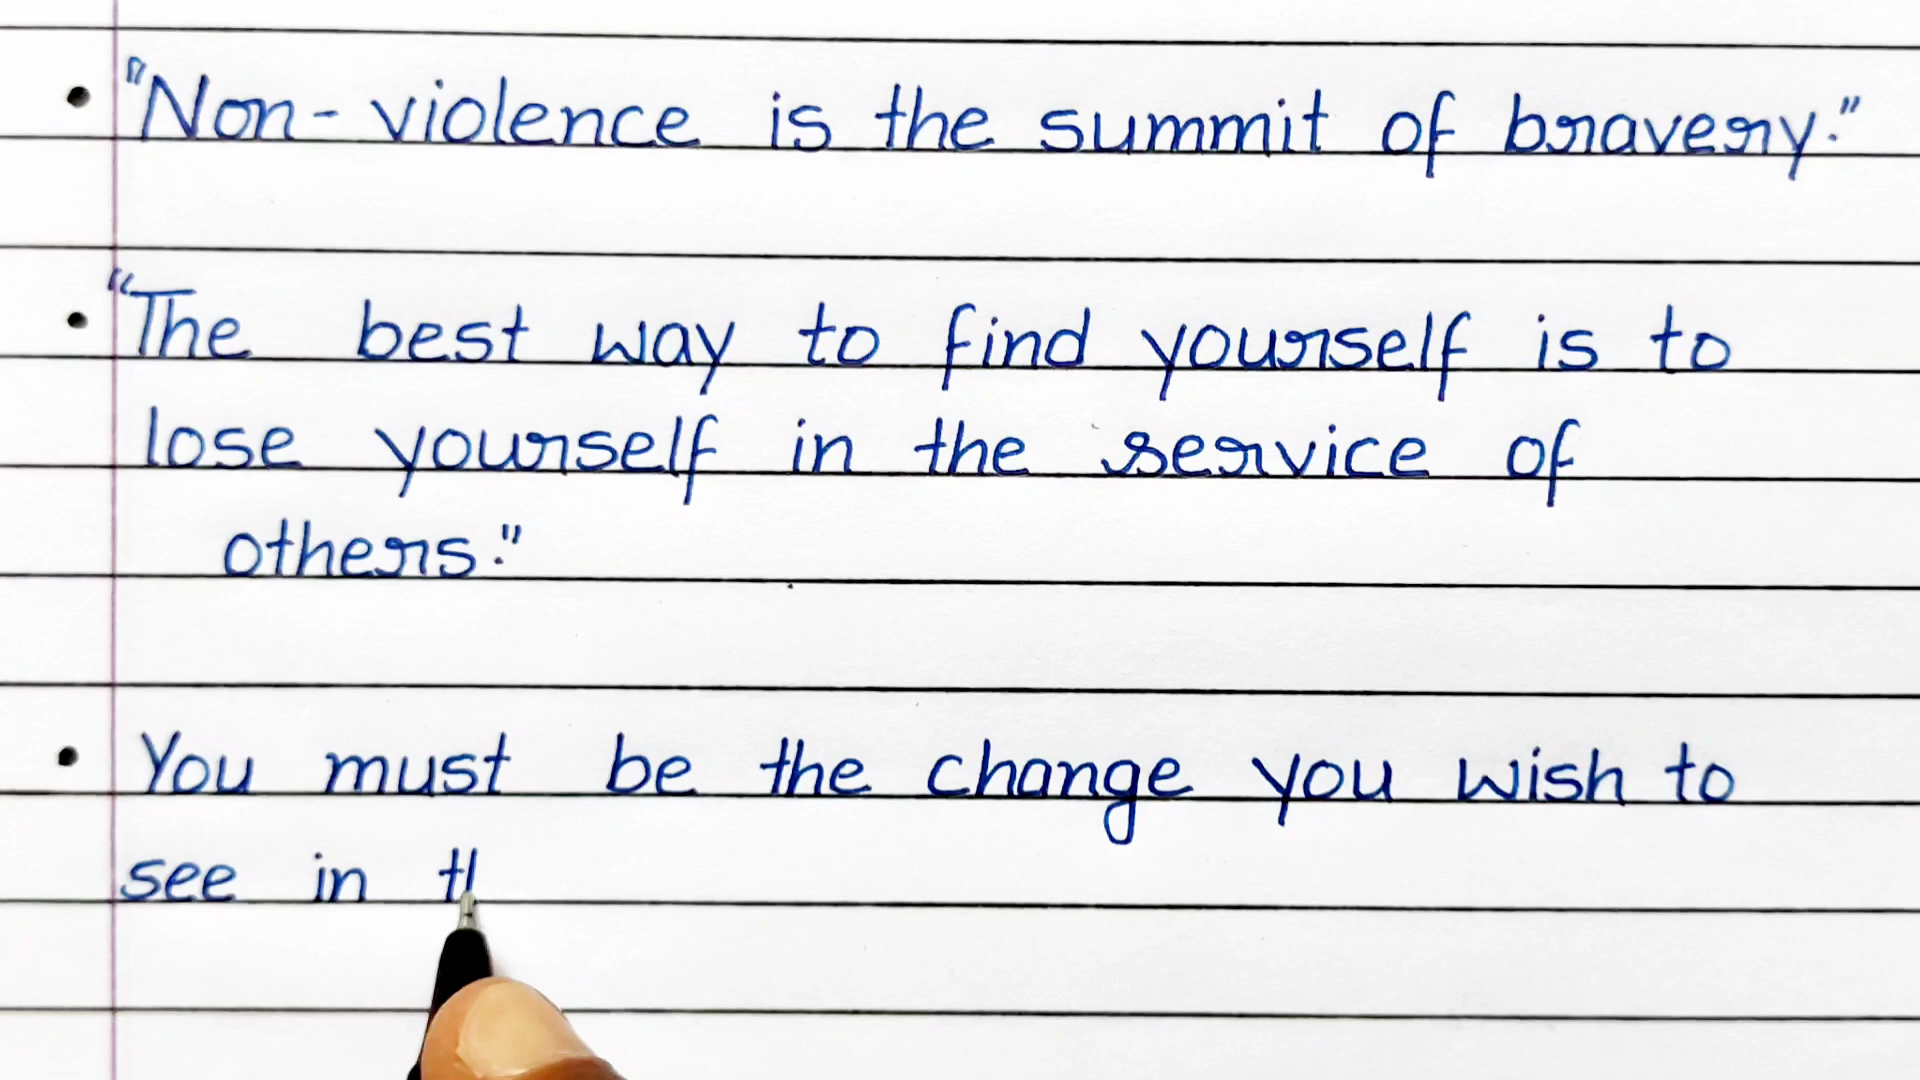 • "Non-violence is the summit of bravery."
• "The best way to find yourself is to
lose yourself in the service of
others."
• You must be the change you wish to
see in th